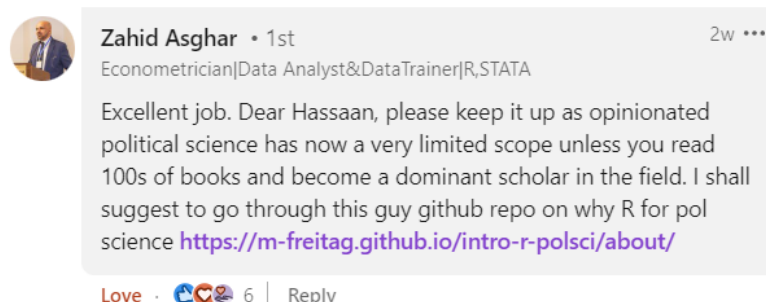 Zahid Asghar • 1st
2w •••
Econometrician|Data Analyst&DataTrainer|R,STATA
Excellent job. Dear Hassaan, please keep it up as opinionated
political science has now a very limited scope unless you read
100s of books and become a dominant scholar in the field. I shall
suggest to go through this guy github repo on why R for pol
science https://m-freitag.github.io/intro-r-polsci/about/
Love · 6 | Reply